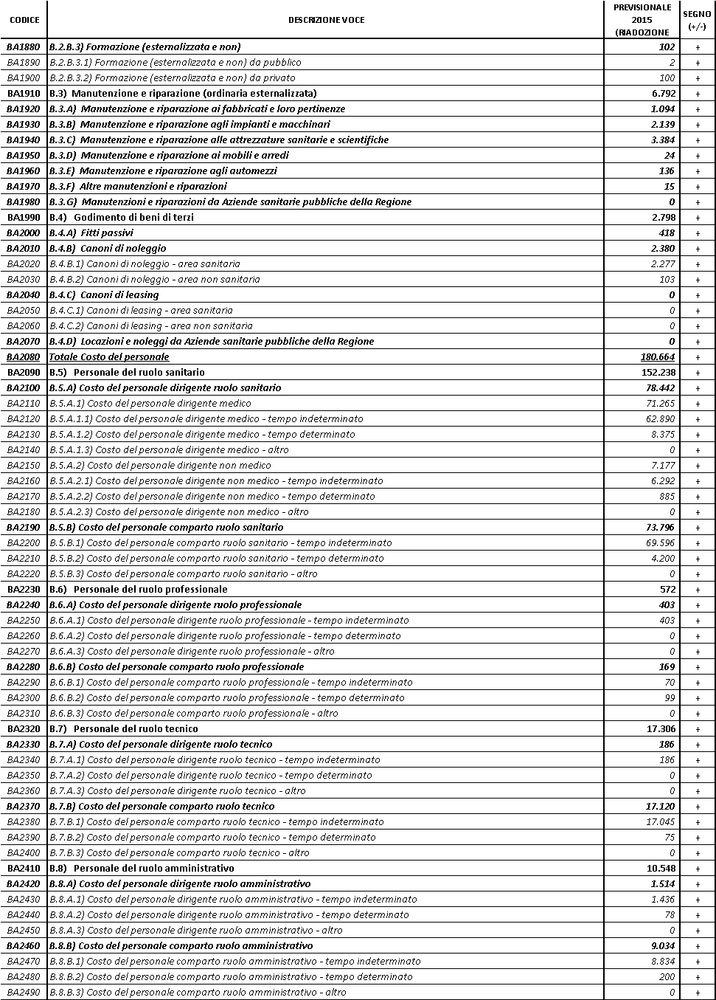 CODICE DESCRIZIONE VOCE PREVISIONALE 2015 (RIADOZIONE SEGNO (+/-)
BA1880 B.2.B.3) Formazione (esternalizzata e non) 102 +
BA1890 B.2.B.3.1) Formazione (esternalizzata e non) da pubblico 2 +
BA1900 B.2.B.3.2) Formazione (esternalizzata e non) da privato 100 +
BA1910 B.3) Manutenzione e riparazione (ordinaria esternalizzata) 6.792 +
BA1920 B.3.A) Manutenzione e riparazione ai fabbricati e loro pertinenze 1.094 +
BA1930 B.3.B) Manutenzione e riparazione agli impianti e macchinari 2.139 +
BA1940 B.3.C) Manutenzione e riparazione alle attrezzature sanitarie e scientifiche 3.384 +
BA1950 B.3.D) Manutenzione e riparazione ai mobili e arredi 24 +
BA1960 B.3.E) Manutenzione e riparazione agli automezzi 136 +
BA1970 B.3.F) Altre manutenzioni e riparazioni 15 +
BA1980 B.3.G) Manutenzioni e riparazioni da Aziende sanitarie pubbliche della Regione 0 +
BA1990 B.4) Godimento di beni di terzi 2.798 +
BA2000 B.4.A) Fitti passivi 418 +
BA2010 B.4.B) Canoni di noleggio 2.380 +
BA2020 B.4.B.1) Canoni di noleggio - area sanitaria 2.277 +
BA2030 B.4.B.2) Canoni di noleggio - area non sanitaria 103 +
BA2040 B.4.C) Canoni di leasing 0 +
BA2050 B.4.C.1) Canoni di leasing - area sanitaria 0 +
BA2060 B.4.C.2) Canoni di leasing - area non sanitaria 0 +
BA2070 B.4.D) Locazioni e noleggi da Aziende sanitarie pubbliche della Regione 0 +
BA2080 Totale Costo del personale 180.664 +
BA2090 B.5) Personale del ruolo sanitario 152.238 +
BA2100 B.5.A) Costo del personale dirigente ruolo sanitario 78.442 +
BA2110 B.5.A.1) Costo del personale dirigente medico 71.265 +
BA2120 B.5.A.1.1) Costo del personale dirigente medico - tempo indeterminato 62.890 +
BA2130 B.5.A.1.2) Costo del personale dirigente medico - tempo determinato 8.375 +
BA2140 B.5.A.1.3) Costo del personale dirigente medico - altro 0 +
BA2150 B.5.A.2) Costo del personale dirigente non medico 7.177 +
BA2160 B.5.A.2.1) Costo del personale dirigente non medico - tempo indeterminato 6.292 +
BA2170 B.5.A.2.2) Costo del personale dirigente non medico - tempo determinato 885 +
BA2180 B.5.A.2.3) Costo del personale dirigente non medico - altro 0 +
BA2190 B.5.B) Costo del personale comparto ruolo sanitario 73.796 +
BA2200 B.5.B.1) Costo del personale comparto ruolo sanitario - tempo indeterminato 69.596 +
BA2210 B.5.B.2) Costo del personale comparto ruolo sanitario - tempo determinato 4.200 +
BA2220 B.5.B.3) Costo del personale comparto ruolo sanitario - altro 0 +
BA2230 B.6) Personale del ruolo professionale 572 +
BA2240 B.6.A) Costo del personale dirigente ruolo professionale 403 +
BA2250 B.6.A.1) Costo del personale dirigente ruolo professionale - tempo indeterminato 403 +
BA2260 B.6.A.2) Costo del personale dirigente ruolo professionale - tempo determinato 0 +
BA2270 B.6.A.3) Costo del personale dirigente ruolo professionale - altro 0 +
BA2280 B.6.B) Costo del personale comparto ruolo professionale 169 +
BA2290 B.6.B.1) Costo del personale comparto ruolo professionale - tempo indeterminato 70 +
BA2300 B.6.B.2) Costo del personale comparto ruolo professionale - tempo determinato 99 +
BA2310 B.6.B.3) Costo del personale comparto ruolo professionale - altro 0 +
BA2320 B.7) Personale del ruolo tecnico 17.306 +
BA2330 B.7.A) Costo del personale dirigente ruolo tecnico 186 +
BA2340 B.7.A.1) Costo del personale dirigente ruolo tecnico - tempo indeterminato 186 +
BA2350 B.7.A.2) Costo del personale dirigente ruolo tecnico - tempo determinato 0 +
BA2360 B.7.A.3) Costo del personale dirigente ruolo tecnico - altro 0 +
BA2370 B.7.B) Costo del personale comparto ruolo tecnico 17.120 +
BA2380 B.7.B.1) Costo del personale comparto ruolo tecnico - tempo indeterminato 17.045 +
BA2390 B.7.B.2) Costo del personale comparto ruolo tecnico - tempo determinato 75 +
BA2400 B.7.B.3) Costo del personale comparto ruolo tecnico - altro 0 +
BA2410 B.8) Personale del ruolo amministrativo 10.548 +
BA2420 B.8.A) Costo del personale dirigente ruolo amministrativo 1.514 +
BA2430 B.8.A.1) Costo del personale dirigente ruolo amministrativo - tempo indeterminato 1.436 +
BA2440 B.8.A.2) Costo del personale dirigente ruolo amministrativo - tempo determinato 78 +
BA2450 B.8.A.3) Costo del personale dirigente ruolo amministrativo - altro 0 +
BA2460 B.8.B) Costo del personale comparto ruolo amministrativo 9.034 +
BA2470 B.8.B.1) Costo del personale comparto ruolo amministrativo - tempo indeterminato 8.834 +
BA2480 B.8.B.2) Costo del personale comparto ruolo amministrativo - tempo determinato 200 +
BA2490 B.8.B.3) Costo del personale comparto ruolo amministrativo - altro 0 +